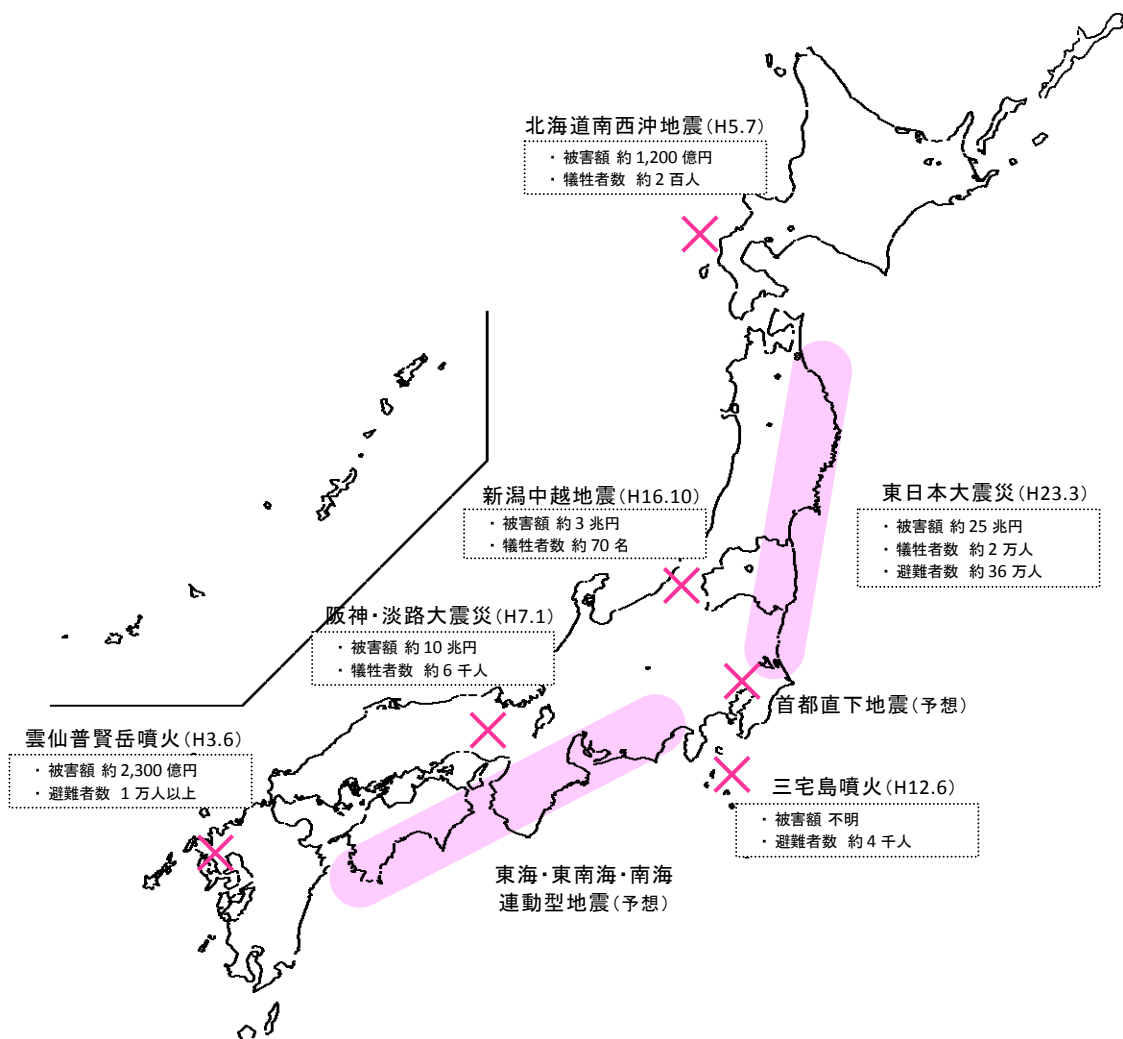 北海道南西沖地震(H5.7)
・ 被害額 約1,200億円
・ 犠牲者数 約2百人
新潟中越地震(H16.10)
・ 被害額 約3兆円
・ 犠牲者数 約70名
東日本大震災(H23.3)
・ 被害額 約25兆円
・ 犠牲者数 約2万人
・ 避難者数 約36万人
阪神・淡路大震災(H7.1)
・ 被害額 約10兆円
・ 犠牲者数 約6千人
首都直下地震(予想)
雲仙普賢岳噴火(H3.6)
・ 被害額 約2,300億円
・ 避難者数 1万人以上
三宅島噴火(H12.6)
・ 被害額 不明
・ 避難者数 約4千人
東海・東南海・南海
連動型地震(予想)